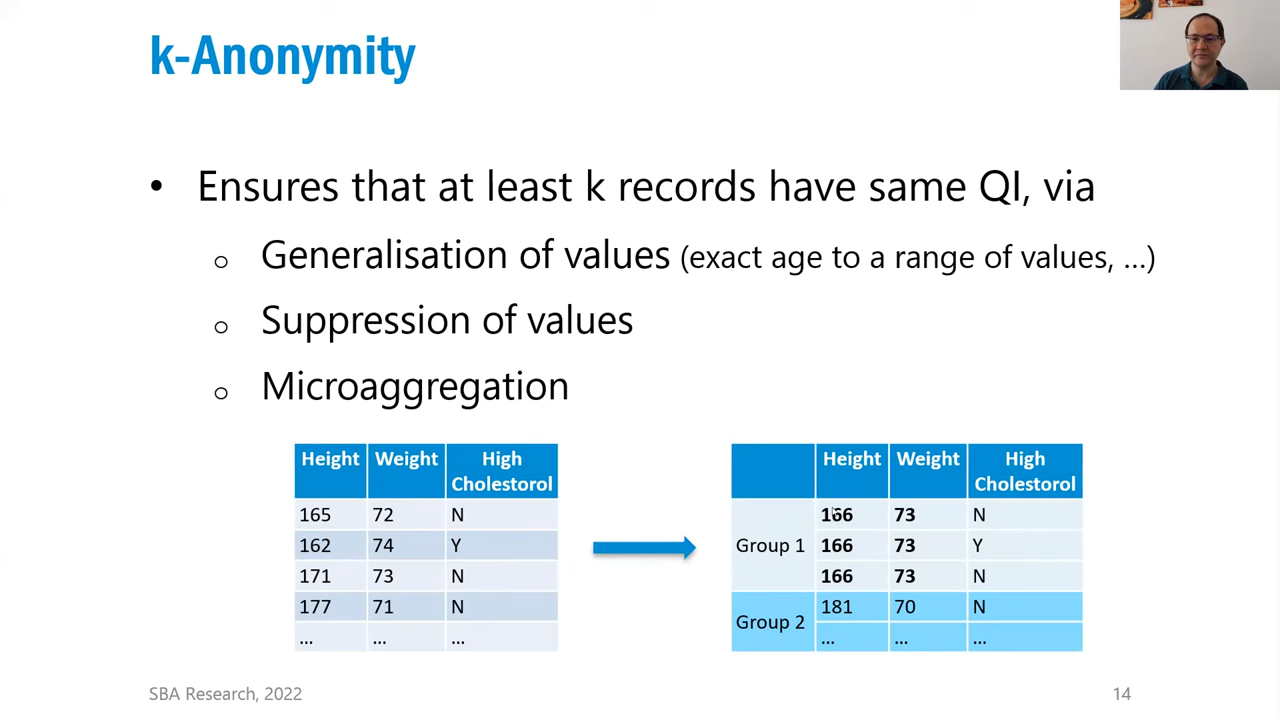 k-Anonymity
• Ensures that at least k records have same QI, via
o Generalisation of values (exact age to a range of values, ...)
o Suppression of values
o Microaggregation
Height Weight High Cholestorol
165 72 N
162 74 Y
171 73 N
177 71 N
... ... ...
Height Weight High Cholestorol
Group 1
166 73 N
166 73 Y
166 73 N
Group 2
181 70 N
... ... ...
SBA Research, 2022
14